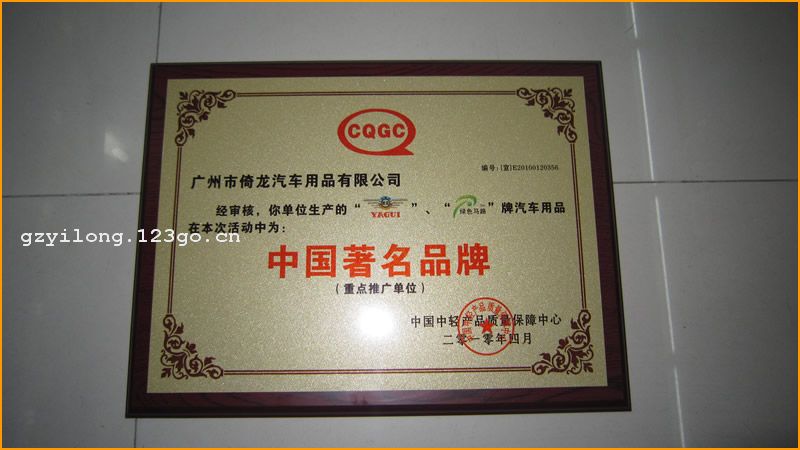 CQGC
编号:(宣)E20100120356
广州市倚龙汽车用品有限公司
经审核,你单位生产的“YAGUI”、“绿色马路”牌汽车用品
在本次活动中为:
gzyilong.123go.cn
中国著名品牌
(重点推广单位)
中国中轻产品质量保障中心
二零一零年四月